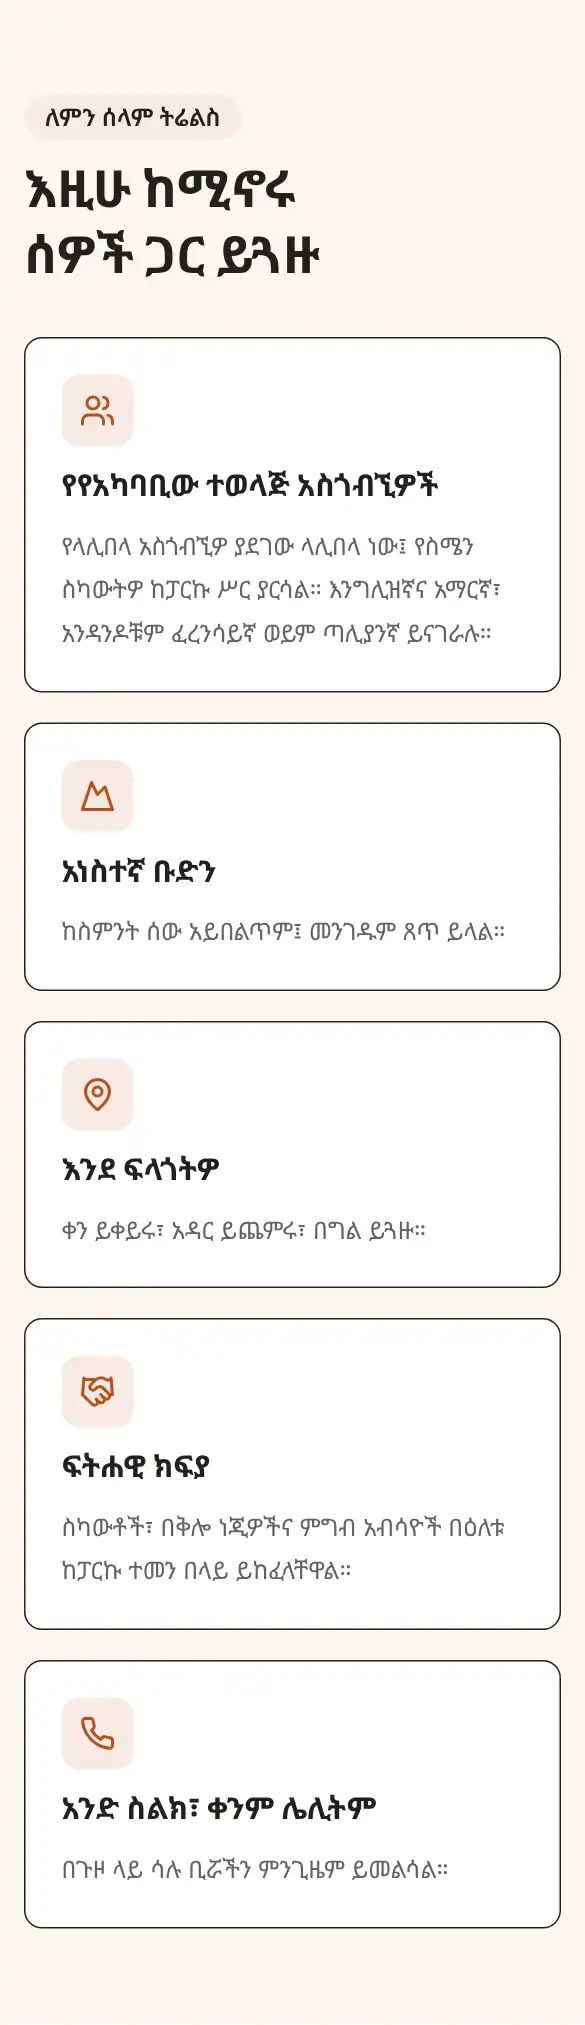 ለምን ሰላም ትሬልስ
እዚሁ ከሚኖሩ
ሰዎች ጋር ይጓዙ
የየአካባቢው ተወላጅ አስጎብኚዎች
የላሊበላ አስጎብኚዎ ያደገው ላሊበላ ነው፤ የስሜን
ስካውትዎ ከፓርኩ ሥር ያርሳል። እንግሊዝኛና አማርኛ፣
አንዳንዶቹም ፈረንሳይኛ ወይም ጣሊያንኛ ይናገራሉ።
አነስተኛ ቡድን
ከስምንት ሰው አይበልጥም፤ መንገዱም ጸጥ ይላል።
እንደ ፍላጎትዎ
ቀን ይቀይሩ፣ አዳር ይጨምሩ፣ በግል ይጓዙ።
ፍትሐዊ ክፍያ
ስካውቶች፣ በቅሎ ነጂዎችና ምግብ አብሳዮች በዕለቱ
ከፓርኩ ተመን በላይ ይከፈላቸዋል።
አንድ ስልክ፣ ቀንም ሌሊትም
በጉዞ ላይ ሳሉ ቢሯችን ምንጊዜም ይመልሳል።